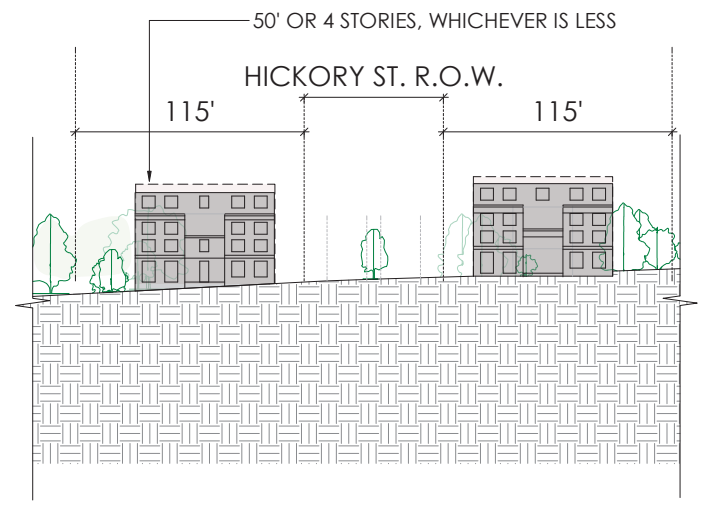 50' OR 4 STORIES, WHICHEVER IS LESS
HICKORY ST. R.O.W.
115'
115'